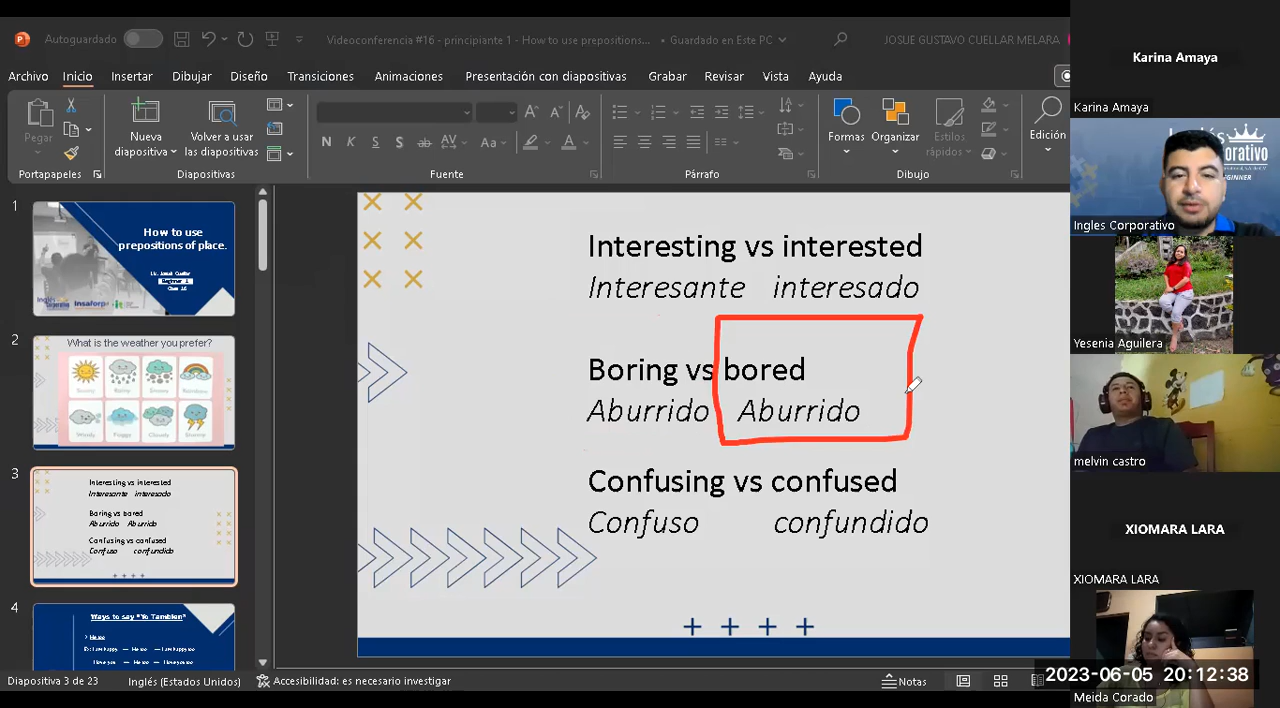 Autoguardado
Videoconferencia #16 - principiante 1 - How to use prepositions... • Guardado en Este PC
JOSUE GUSTAVO CUELLAR MELARA
Archivo Inicio Insertar Dibujar Diseño Transiciones Animaciones Presentación con diapositivas Grabar Revisar Vista Ayuda
Pegar
Nueva diapositiva
Volver a usar las diapositivas
Formas
Organizar
Estilos rápidos
Edición
Portapapeles
Diapositivas
Fuente
Párrafo
Dibujo
1
How to use
prepositions of place.
2
What is the weather you prefer?
3
Interesting vs interested
Interesante interesado
Boring vs bored
Aburrido Aburrido
Confusing vs confused
Confuso confundido
4
Ways to say "Yo También"
Interesting vs interested
Interesante interesado
Boring vs bored
Aburrido Aburrido
Confusing vs confused
Confuso confundido
Diapositiva 3 de 23
Inglés (Estados Unidos)
Accesibilidad: es necesario investigar
Notas
Karina Amaya
Karina Amaya
Ingles Corporativo
Yesenia Aguilera
melvin castro
XIOMARA LARA
XIOMARA LARA
2023-06-05 20:12:38
Meida Corado